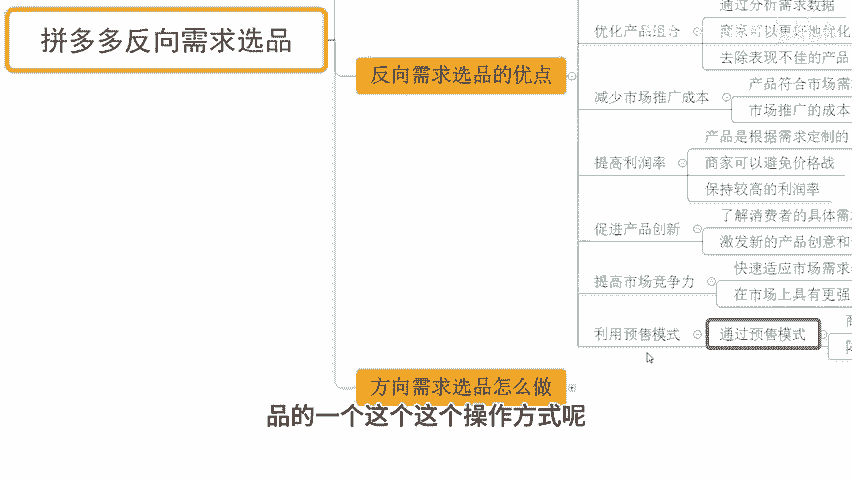 拼多多反向需求选品
反向需求选品的优点
优化产品组合
通过分析需求数据
商家可以更好地优化
去除表现不佳的产品
减少市场推广成本
产品符合市场需
市场推广的成本
提高利润率
产品是根据需求定制的
商家可以避免价格战
保持较高的利润率
促进产品创新
了解消费者的具体需
激发新的产品创意和
提高市场竞争力
快速适应市场需求
在市场上具有更强
利用预售模式
通过预售模式
方向需求选品怎么做
品的一个这个这个操作方式呢